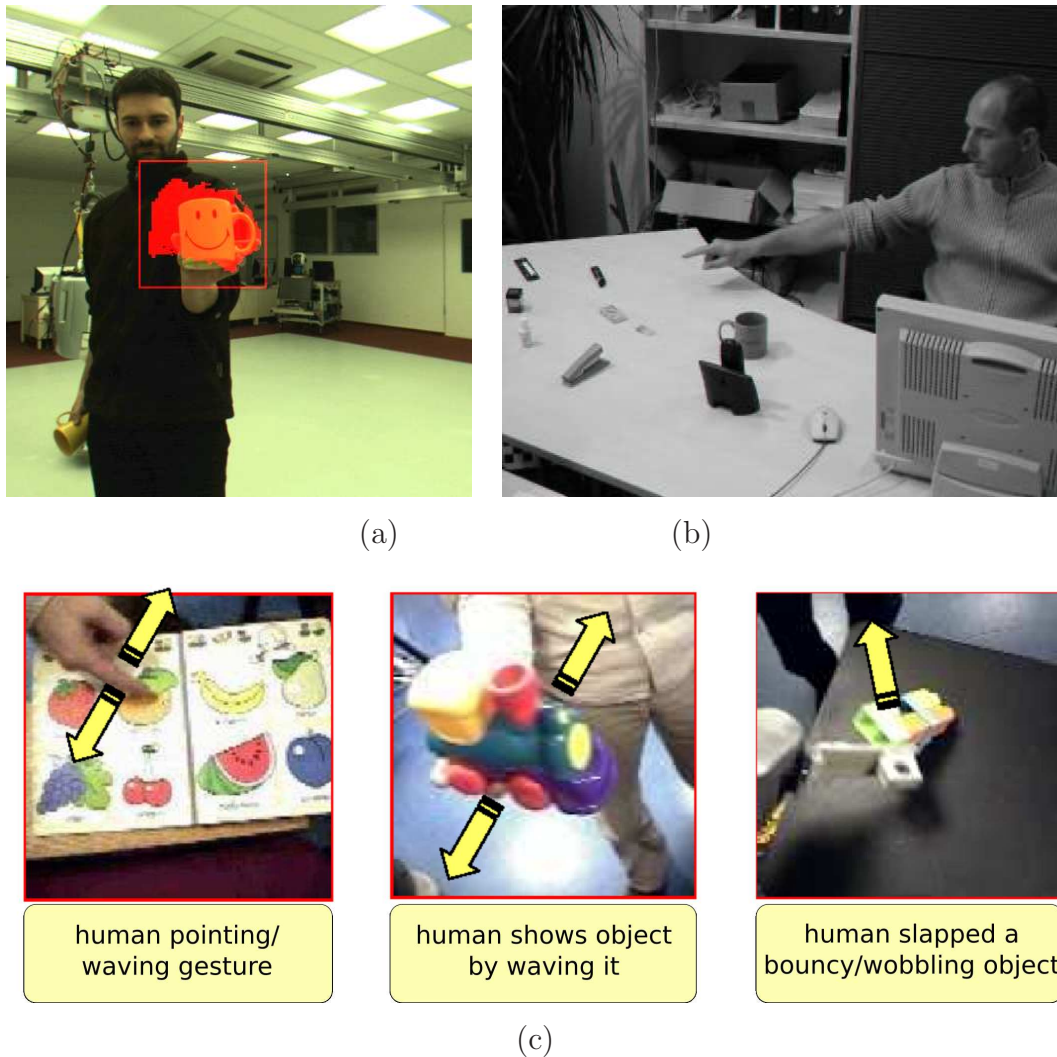 (a)
(b)
human pointing/
waving gesture
human shows object
by waving it
human slapped a
bouncy/wobbling object
(c)